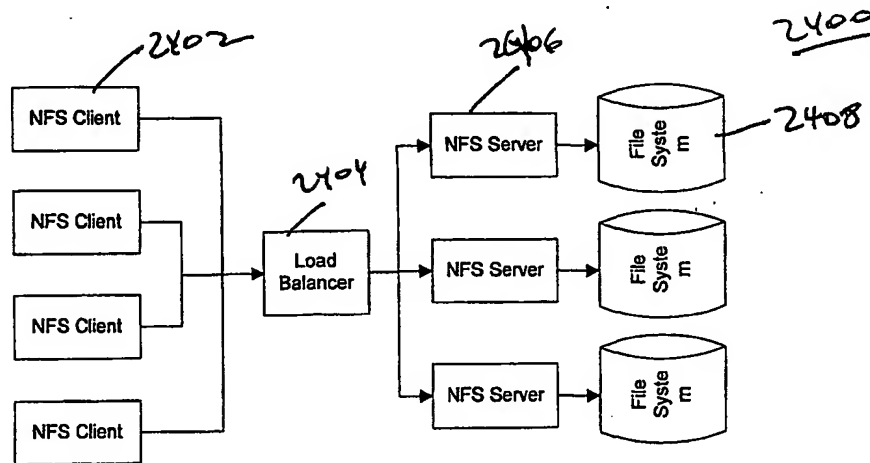 2400
2402
2406
NFS Client
NFS Server
File
Syste
m
2408
2404
NFS Client
Load
Balancer
NFS Server
File
Syste
m
NFS Client
NFS Client
NFS Server
File
Syste
m